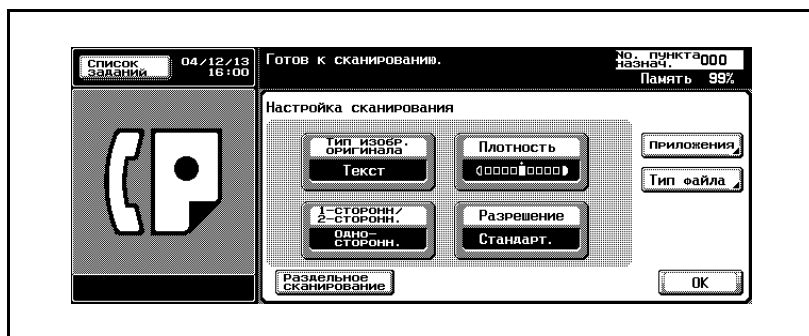 Список
заданий
04/12/13
16:00
Готов к сканированию.
No. пункта
назнач.
000
Память 99%
Настройка сканирования
Тип изобр.
оригинала
Текст
Плотность
Приложения
Тип файла
1-сторонн/
2-сторонн.
Одно-
сторонн.
Разрешение
Стандарт.
Раздельное
сканирование
OK